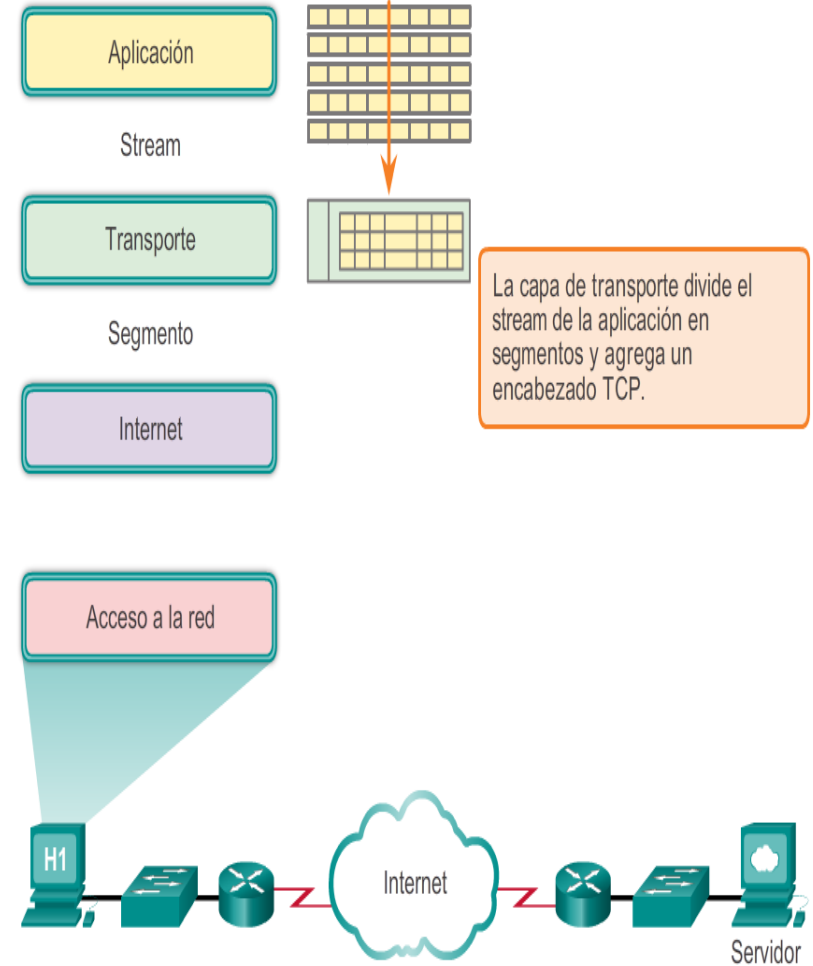 Aplicación
Stream
Transporte
La capa de transporte divide el
stream de la aplicación en
segmentos y agrega un
encabezado TCP.
Segmento
Internet
Acceso a la red
H1
Internet
Servidor